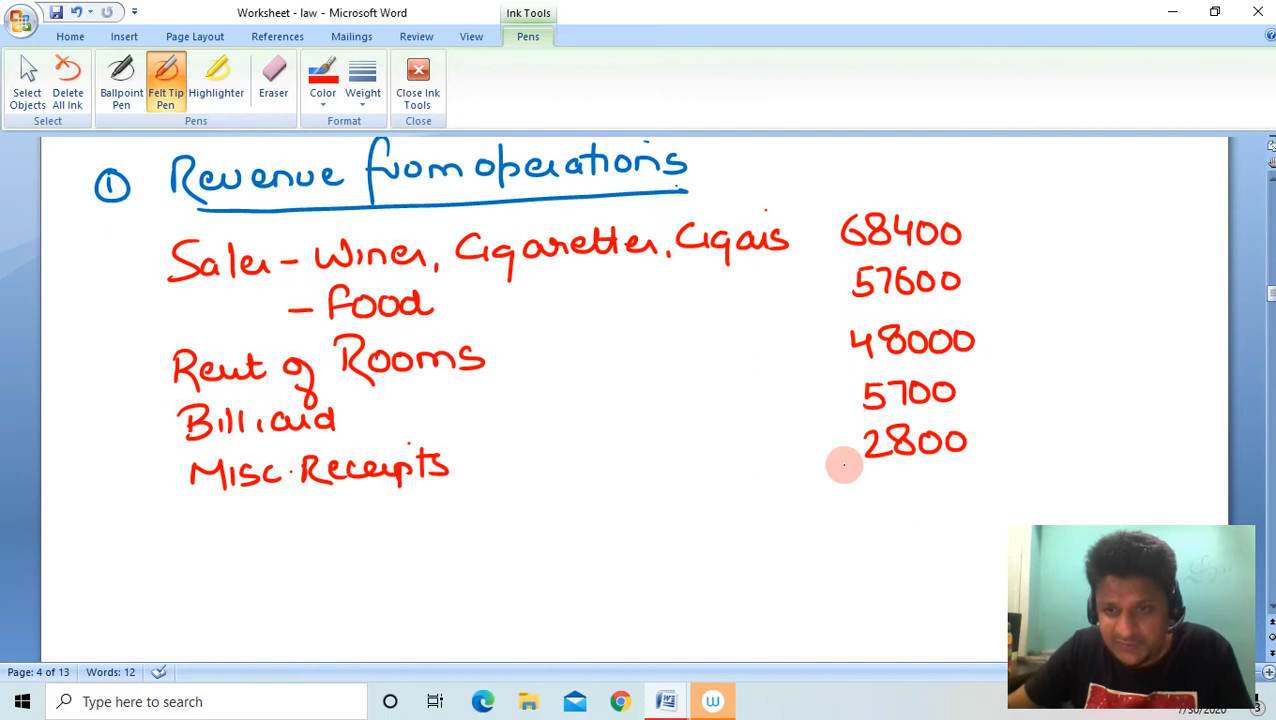 Worksheet - law - Microsoft Word
Ink Tools
Home Insert Page Layout References Mailings Review View Pens
Select Objects
Delete All Ink
Ballpoint Pen
Felt Tip Pen
Highlighter
Eraser
Color
Weight
Close Ink Tools
Select Pens Format Close
① Revenue from operations
Sales - Wines, Cigarettes, Cigars 68400
- Food 57600
Rent of Rooms 48000
Billiard 5700
Misc. Receipts 2800
Page: 4 of 13 Words: 12
Type here to search
7/30/2020